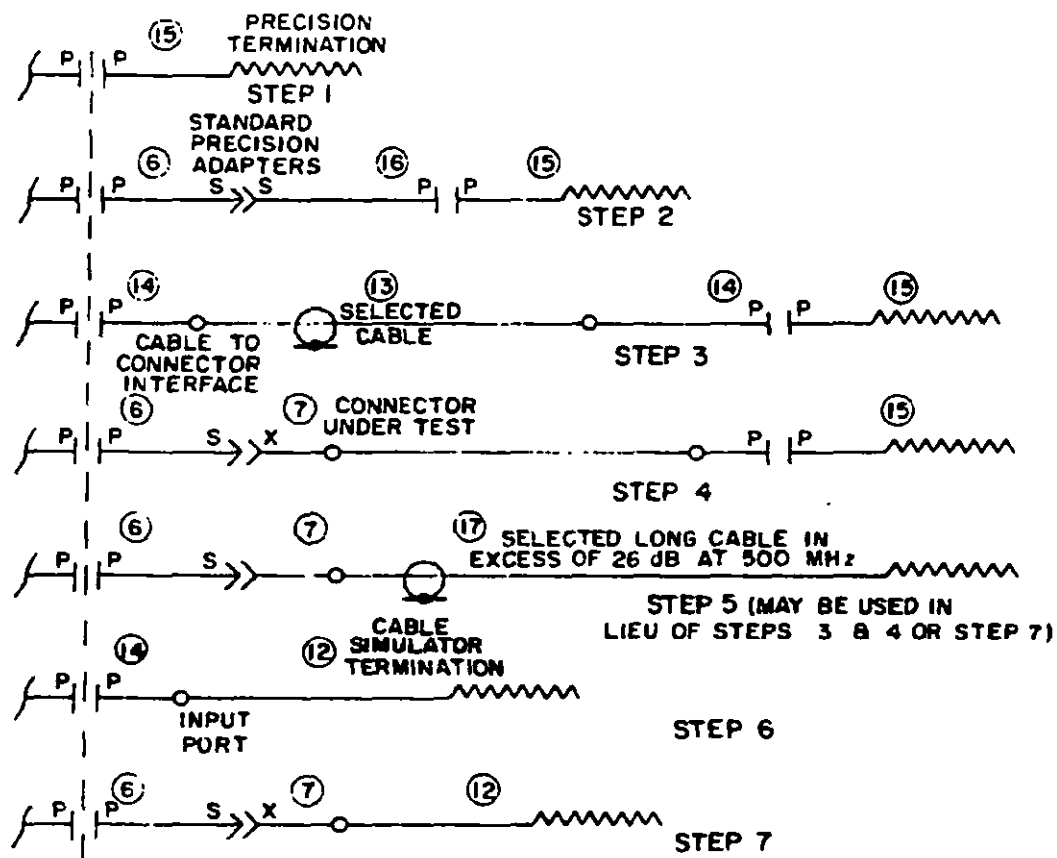 15 PRECISION TERMINATION
P P
STEP 1
STANDARD PRECISION ADAPTERS
6 16 15
P P S S P P
STEP 2
14 13 SELECTED CABLE 14 15
P P P P
CABLE TO CONNECTOR INTERFACE
STEP 3
6 7 CONNECTOR UNDER TEST 15
P P S X P P
STEP 4
6 7 17 SELECTED LONG CABLE IN
EXCESS OF 26 dB AT 500 MHz
P P S
STEP 5 (MAY BE USED IN
LIEU OF STEPS 3 & 4 OR STEP 7)
14 12 CABLE SIMULATOR TERMINATION
P P
INPUT PORT
STEP 6
6 7 12
P P S X
STEP 7